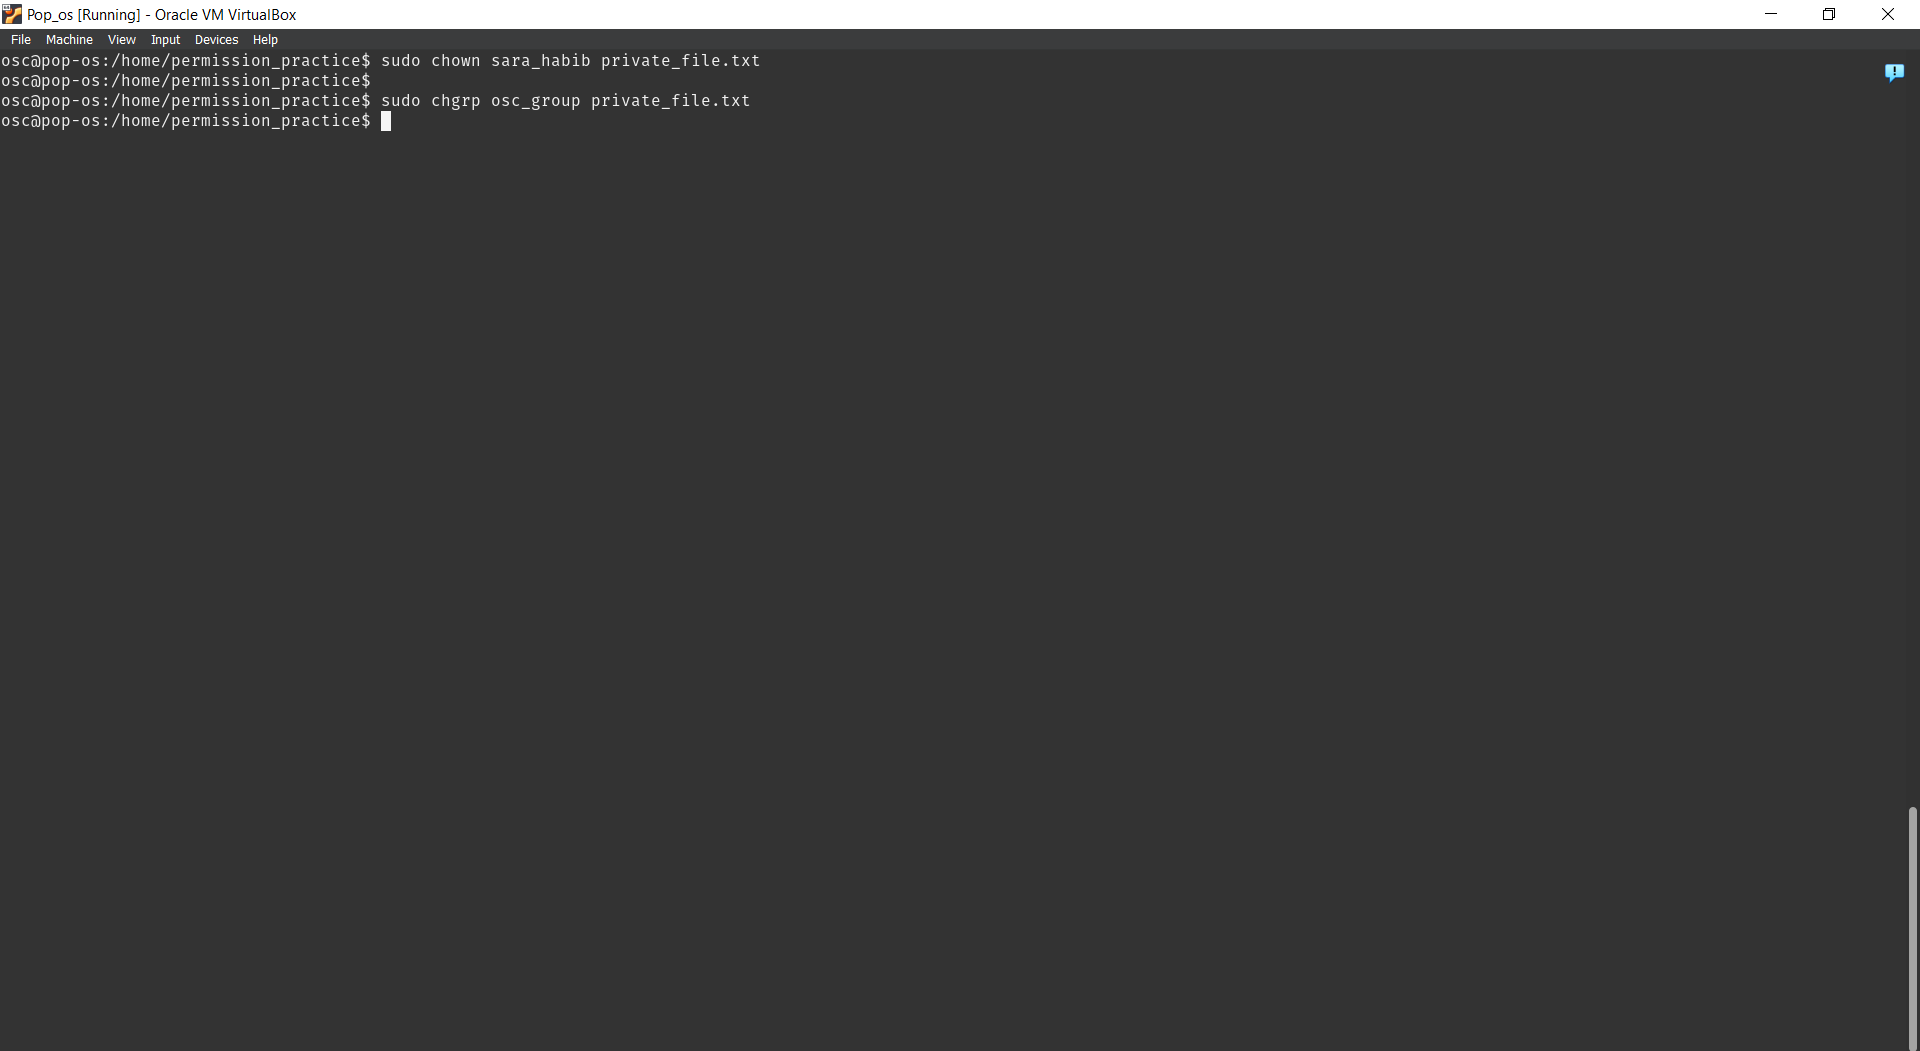 Pop_os [Running] - Oracle VM VirtualBox
File Machine View Input Devices Help
osc@pop-os:/home/permission_practice$ sudo chown sara_habib private_file.txt
osc@pop-os:/home/permission_practice$
osc@pop-os:/home/permission_practice$ sudo chgrp osc_group private_file.txt
osc@pop-os:/home/permission_practice$